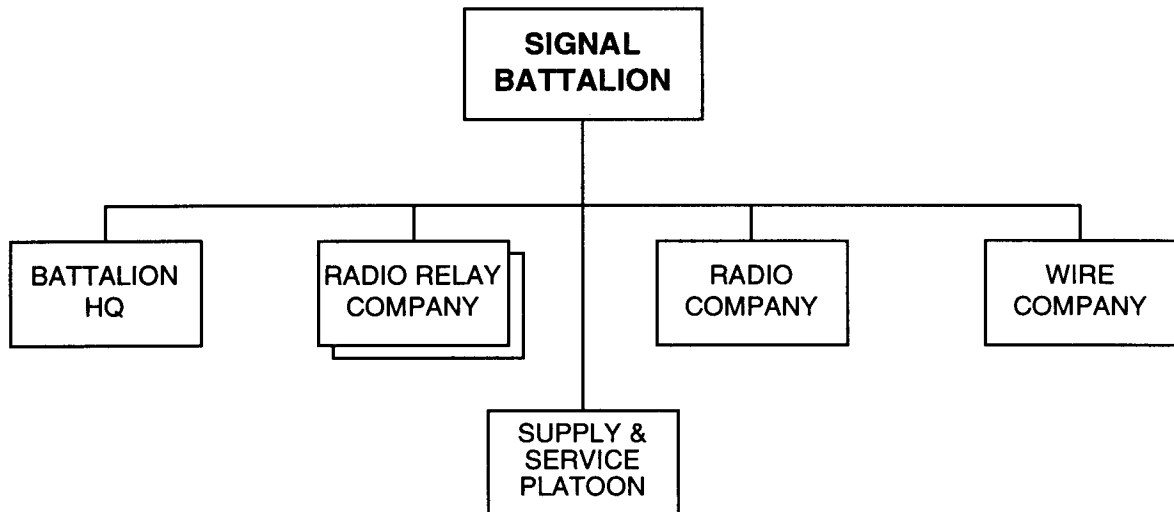 SIGNAL
BATTALION
BATTALION
HQ
RADIO RELAY
COMPANY
RADIO
COMPANY
WIRE
COMPANY
SUPPLY &
SERVICE
PLATOON